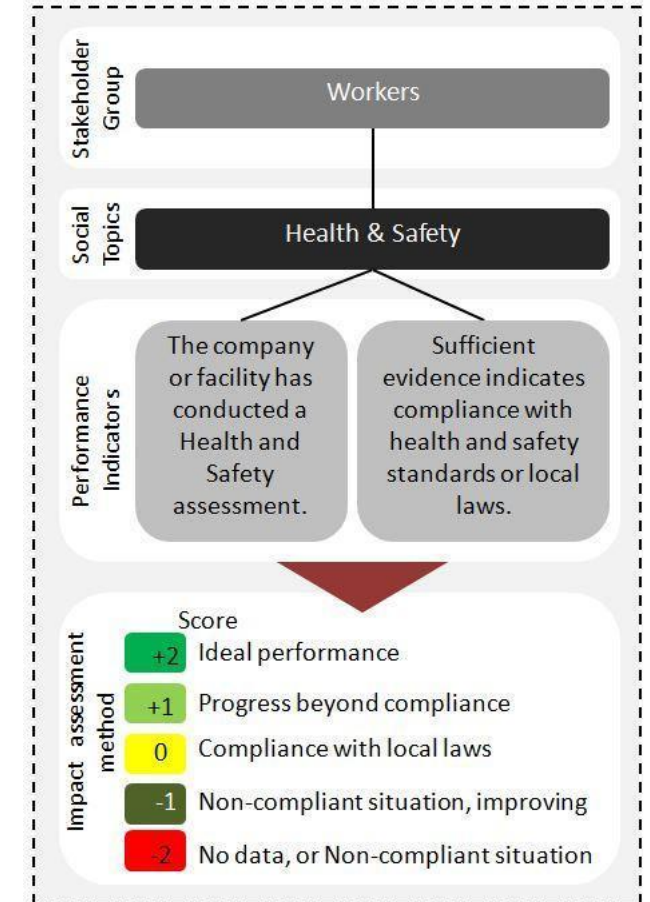 Stakeholder
Group
Workers
Social
Topics
Health & Safety
Performance
Indicators
The company
or facility has
conducted a
Health and
Safety
assessment.
Sufficient
evidence indicates
compliance with
health and safety
standards or local
laws.
Impact assessment
method
Score
+2 Ideal performance
+1 Progress beyond compliance
0 Compliance with local laws
-1 Non-compliant situation, improving
-2 No data, or Non-compliant situation